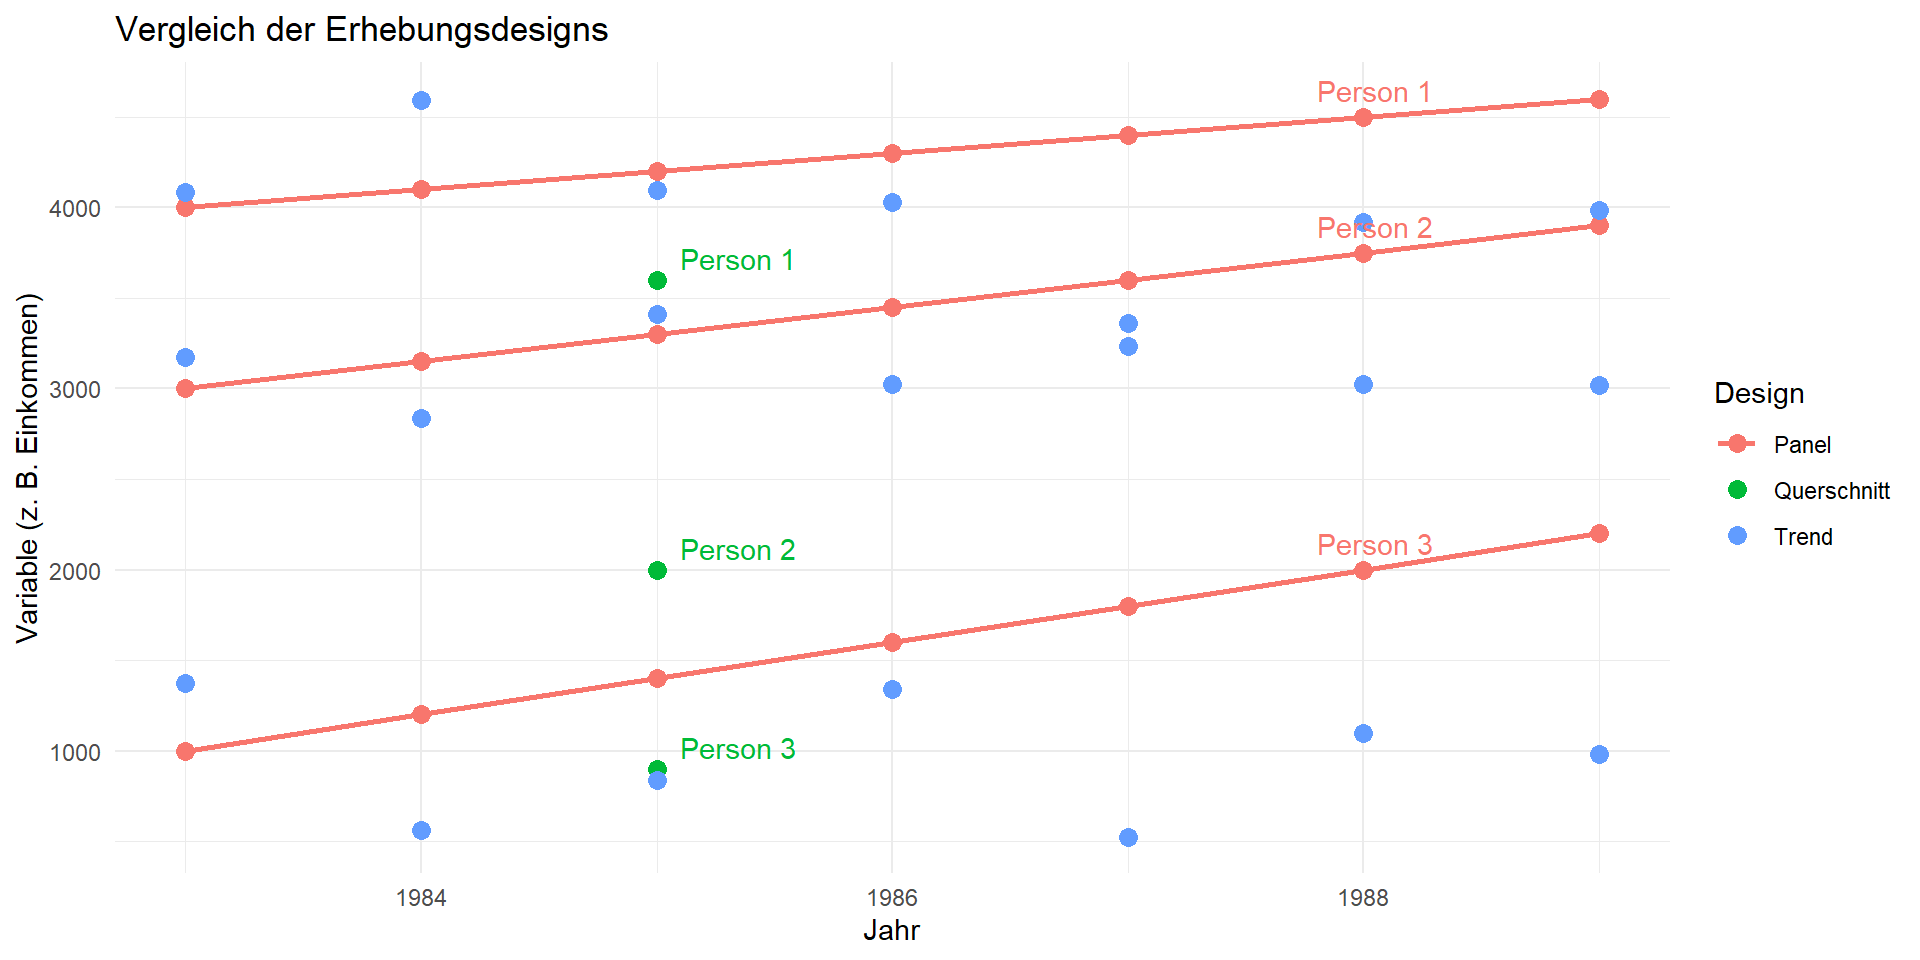 Vergleich der Erhebungsdesigns
Variable (z. B. Einkommen)
4000
3000
2000
1000
Person 1
Person 2
Person 3
Person 1
Person 2
Person 3
1984
1986
1988
Jahr
Design
Panel
Querschnitt
Trend